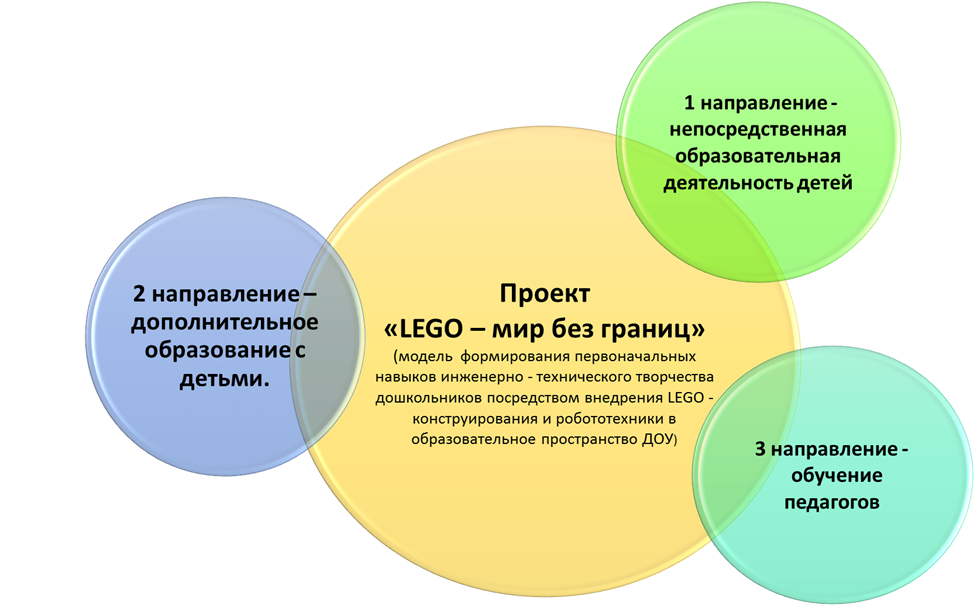 1 направление -
непосредственная
образовательная
деятельность детей
2 направление –
дополнительное
образование с
детьми.
Проект
«LEGO – мир без границ»
(модель формирования первоначальных
навыков инженерно - технического творчества
дошкольников посредством внедрения LEGO -
конструирования и робототехники в
образовательное пространство ДОУ)
3 направление -
обучение
педагогов